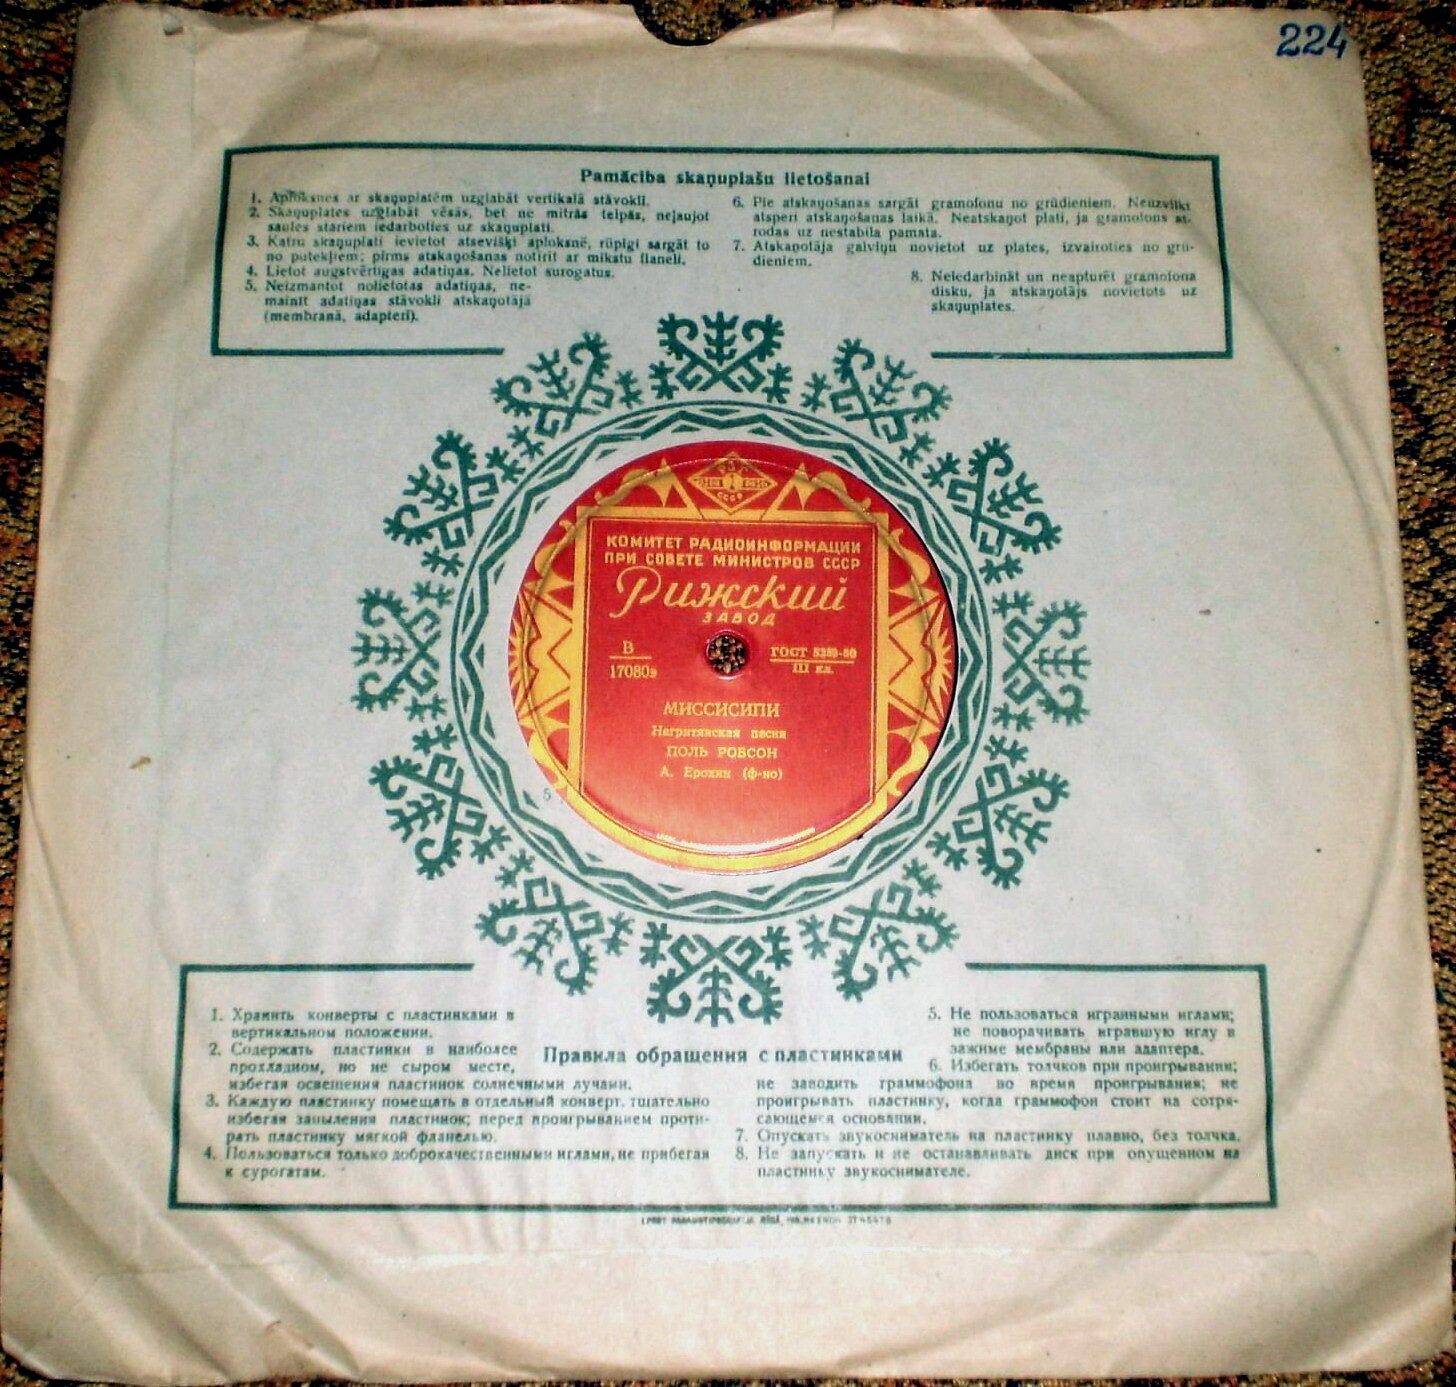 224
Pamācība skaņuplašu lietošanai
1. Aploksnes ar skaņuplatēm uzglabāt vertikalā stāvoklī.
2. Skaņuplates uzglabāt vēsās, bet ne mitrās telpās, neļaujot
saules stariem iedarboties uz skaņuplati.
3. Katru skaņuplati ievietot atsevišķi aploksnē, rūpīgi sargāt to
no putekļiem; pirms atskaņošanas notīrīt ar mīkstu flaneli.
4. Lietot augstvērtīgas adatiņas. Nelietot surogatus.
5. Neizmantot nolietotas adatiņas, ne-
mainīt adatiņas stāvokli atskaņotājā
(membranā, adapterī).
6. Pie atskaņošanas sargāt gramofonu no grūdieniem. Neuzvilkt
atsperi atskaņošanas laikā. Neatskaņot plati, ja gramofons at-
rodas uz nestabila pamata.
7. Atskaņotāja galviņu novietot uz plates, izvairoties no grū-
dieniem.
8. Neiedarbināt un neapturēt gramofona
disku, ja atskaņotājs novietots uz
skaņuplates.
РЗ
СССР
КОМИТЕТ РАДИОИНФОРМАЦИИ
ПРИ СОВЕТЕ МИНИСТРОВ СССР
Рижский
ЗАВОД
В
17080₉
ГОСТ 5289-50
III кл.
МИССИСИПИ
Негритянская песня
ПОЛЬ РОБСОН
А. Ерохин (ф-но)
5
1. Хранить конверты с пластинками в
вертикальном положении.
2. Содержать пластинки в наиболее
прохладном, но не сыром месте,
избегая освещения пластинок солнечными лучами.
3. Каждую пластинку помещать в отдельный конверт, тщательно
избегая запыления пластинок; перед проигрыванием проти-
рать пластинку мягкой фланелью.
4. Пользоваться только доброкачественными иглами, не прибегая
к суррогатам.
Правила обращения с пластинками
5. Не пользоваться игранными иглами;
не поворачивать игравшую иглу в
зажиме мембраны или адаптера.
6. Избегать толчков при проигрывании;
не заводить граммофона во время проигрывания; не
проигрывать пластинку, когда граммофон стоит на сотря-
сающемся основании.
7. Опускать звукосниматель на пластинку плавно, без толчка.
8. Не запускать и не останавливать диск при опущенном на
пластинку звукоснимателе.